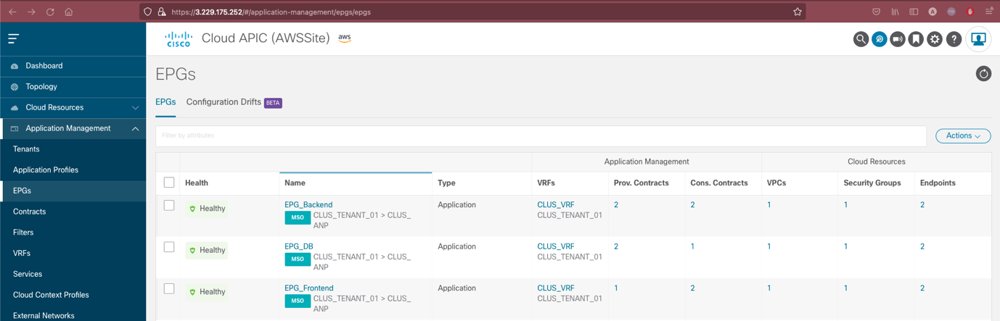 https://3.229.175.252/#/application-management/epgs/epgs
A
CISCO
Cloud APIC (AWSSite)
aws
Dashboard
Topology
Cloud Resources
Application Management
Tenants
Application Profiles
EPGs
Contracts
Filters
VRFs
Services
Cloud Context Profiles
External Networks
EPGs
EPGs Configuration Drifts BETA
Filter by attributes
Actions
Application Management Cloud Resources
Health Name Type VRFs Prov. Contracts Cons. Contracts VPCs Security Groups Endpoints
Healthy EPG_Backend Application CLUS_VRF 2 2 1 1 2
MSO CLUS_TENANT_01 > CLUS_ CLUS_TENANT_01
ANP
Healthy EPG_DB Application CLUS_VRF 2 1 1 1 2
MSO CLUS_TENANT_01 > CLUS_ CLUS_TENANT_01
ANP
Healthy EPG_Frontend Application CLUS_VRF 1 2 1 1 2
MSO CLUS_TENANT_01 > CLUS_ CLUS_TENANT_01
ANP